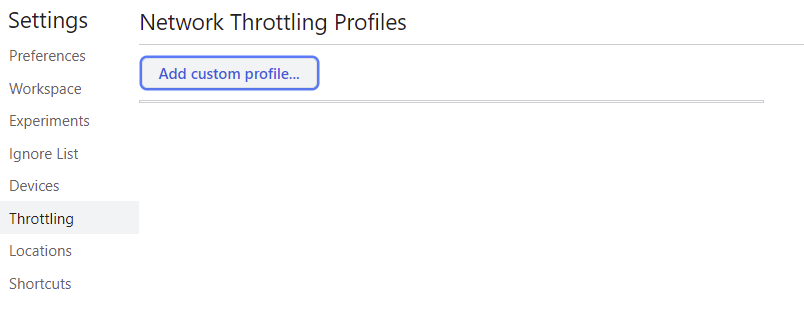 Settings
Preferences
Workspace
Experiments
Ignore List
Devices
Throttling
Locations
Shortcuts
Network Throttling Profiles
Add custom profile...